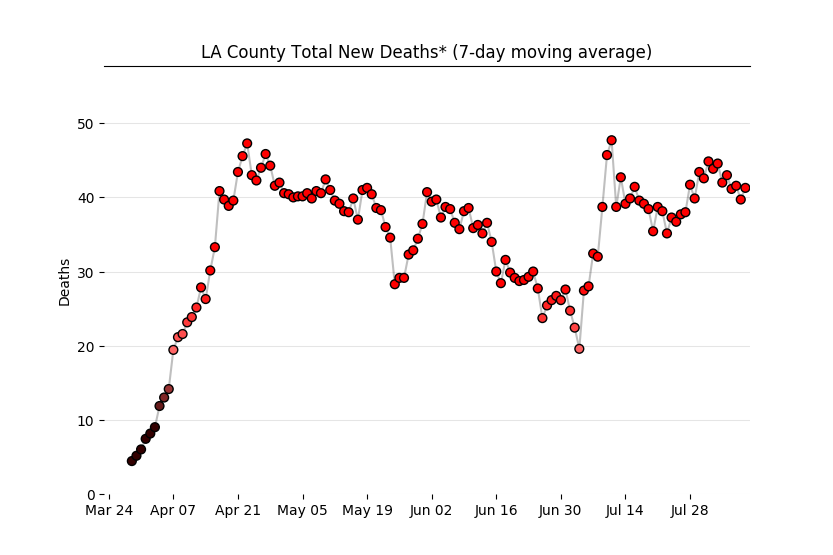 LA County Total New Deaths* (7-day moving average)
50
40
30
20
10
0
Deaths
Mar 24 Apr 07 Apr 21 May 05 May 19 Jun 02 Jun 16 Jun 30 Jul 14 Jul 28